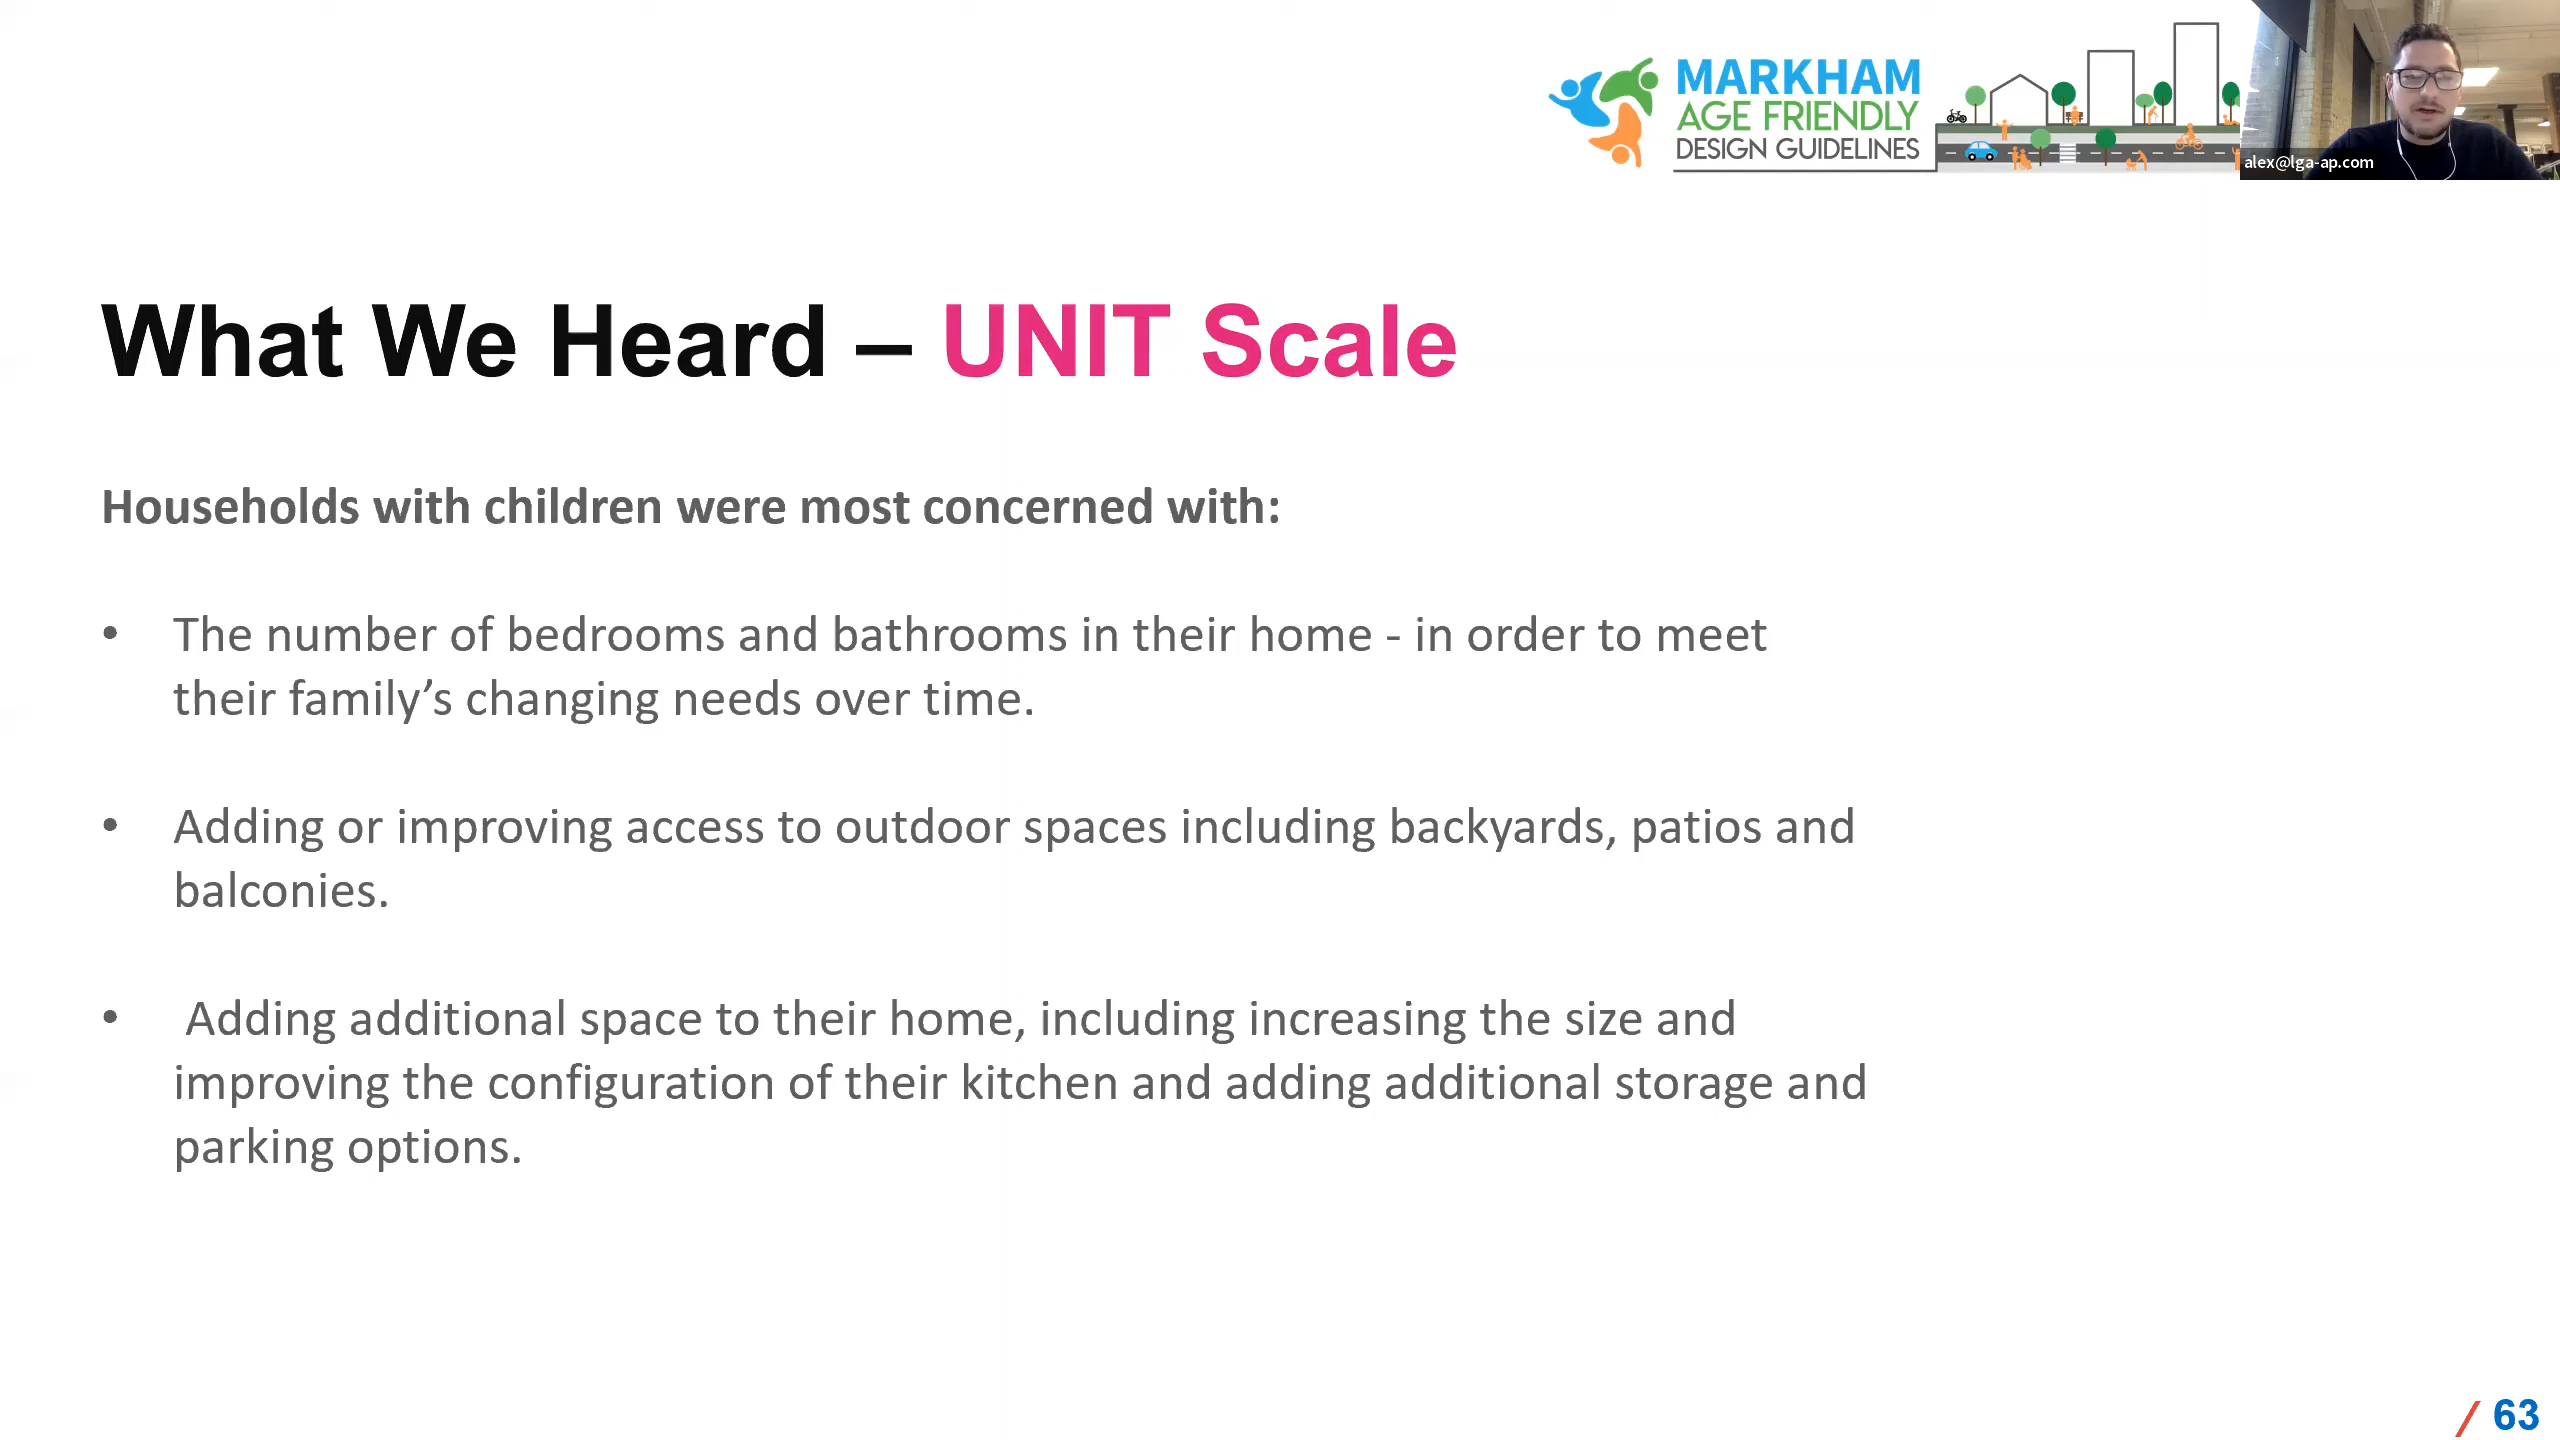 MARKHAM
AGE FRIENDLY
DESIGN GUIDELINES
alex@lga-ap.com
What We Heard – UNIT Scale
Households with children were most concerned with:
• The number of bedrooms and bathrooms in their home - in order to meet
their family’s changing needs over time.
• Adding or improving access to outdoor spaces including backyards, patios and
balconies.
• Adding additional space to their home, including increasing the size and
improving the configuration of their kitchen and adding additional storage and
parking options.
/ 63